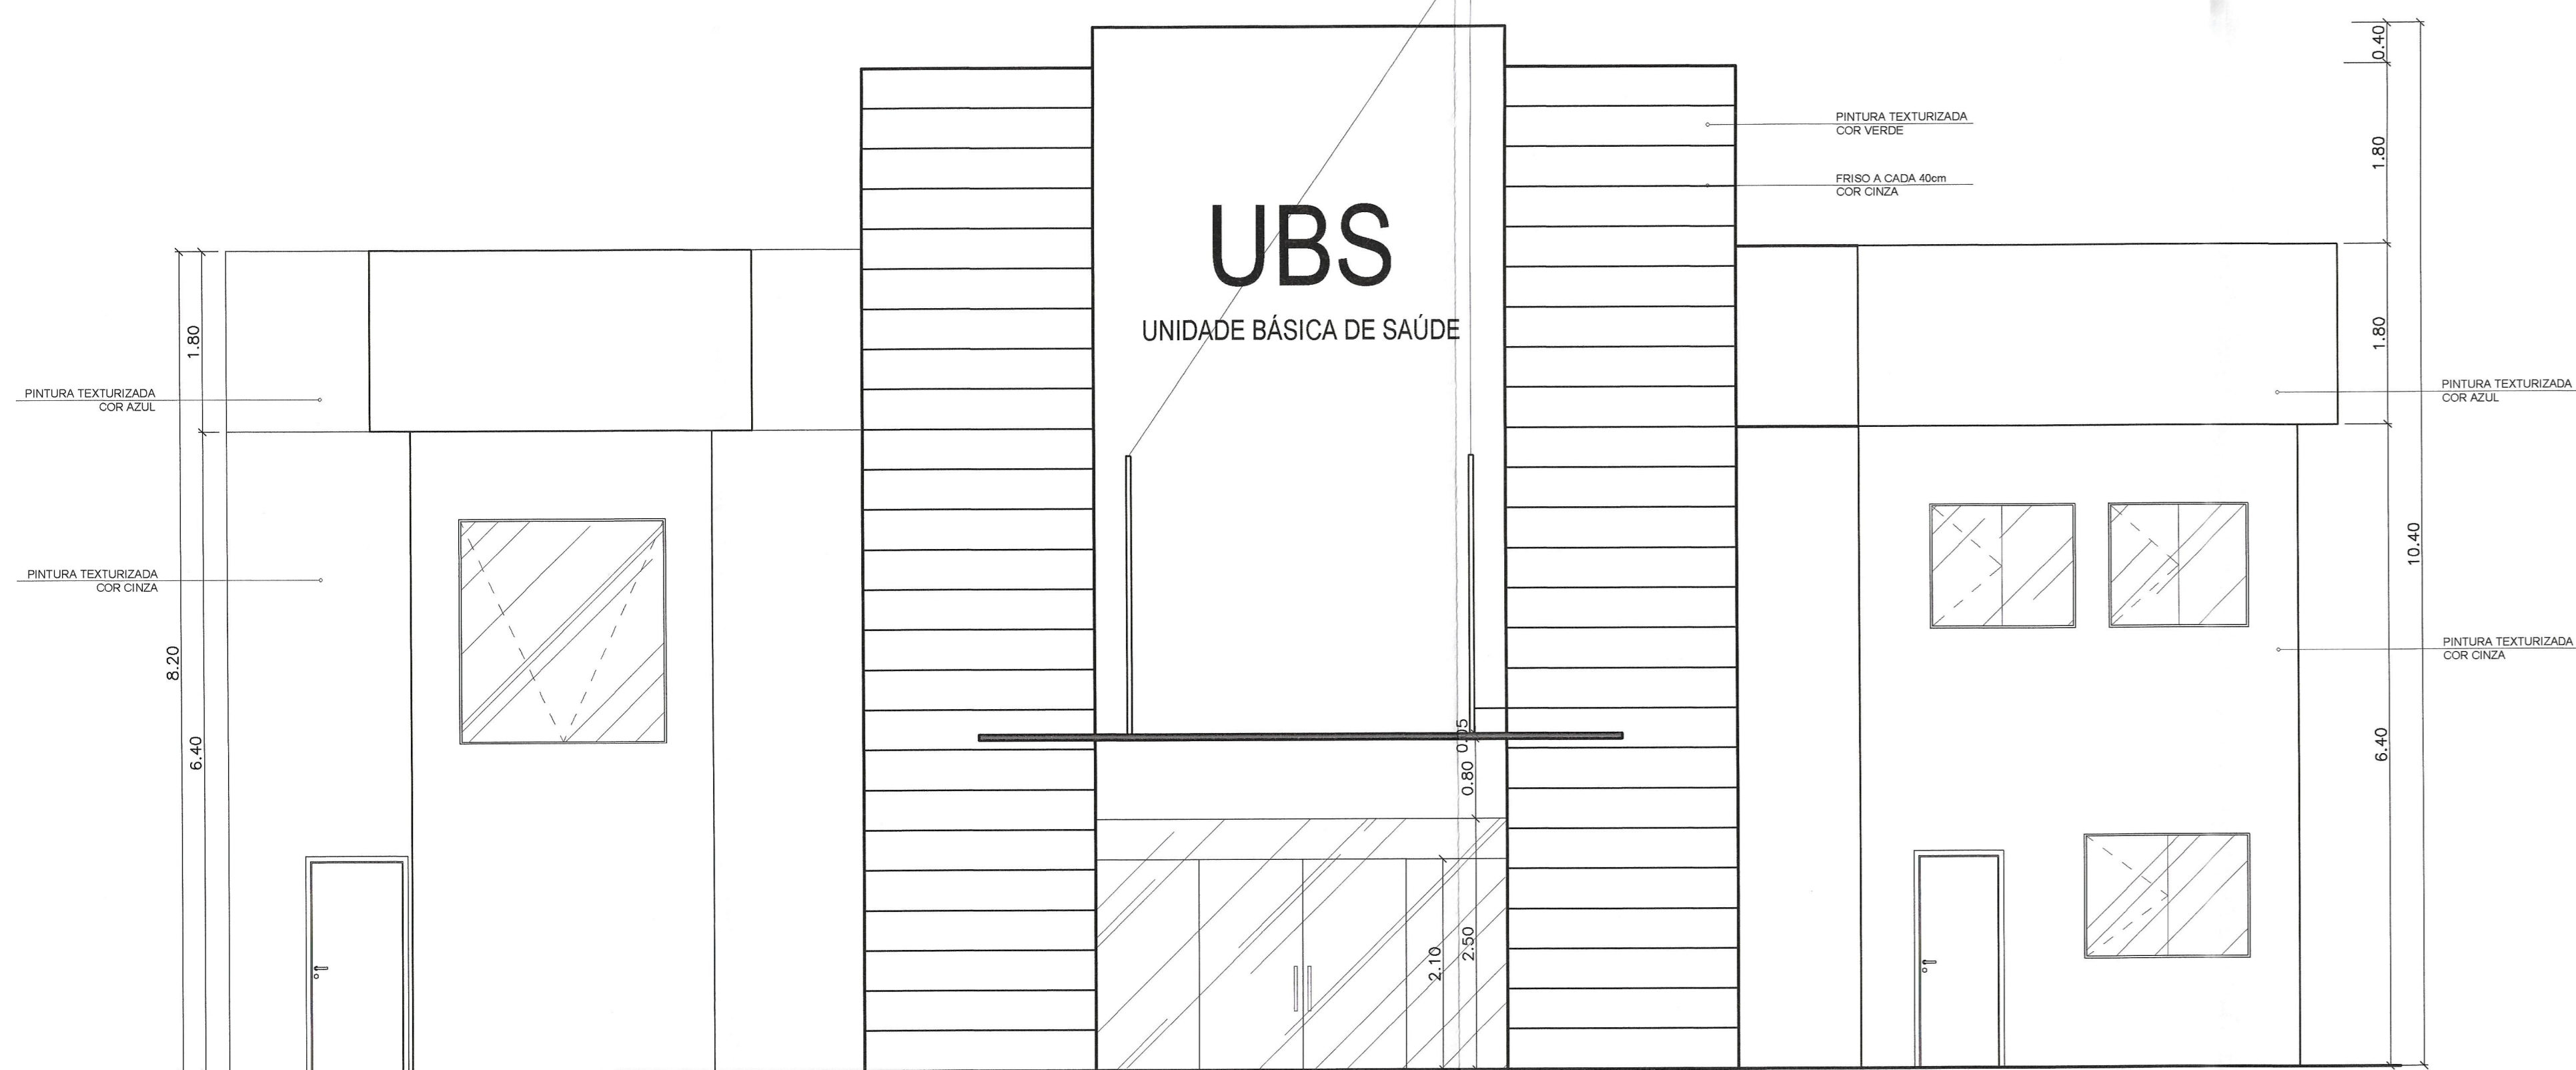 0.40
PINTURA TEXTURIZADA
COR VERDE
1.80
FRISO A CADA 40cm
COR CINZA
UBS
UNIDADE BÁSICA DE SAÚDE
1.80
1.80
PINTURA TEXTURIZADA
COR AZUL
PINTURA TEXTURIZADA
COR AZUL
10.40
PINTURA TEXTURIZADA
COR CINZA
PINTURA TEXTURIZADA
COR CINZA
8.20
6.40
0.05
0.80
6.40
2.10
2.50